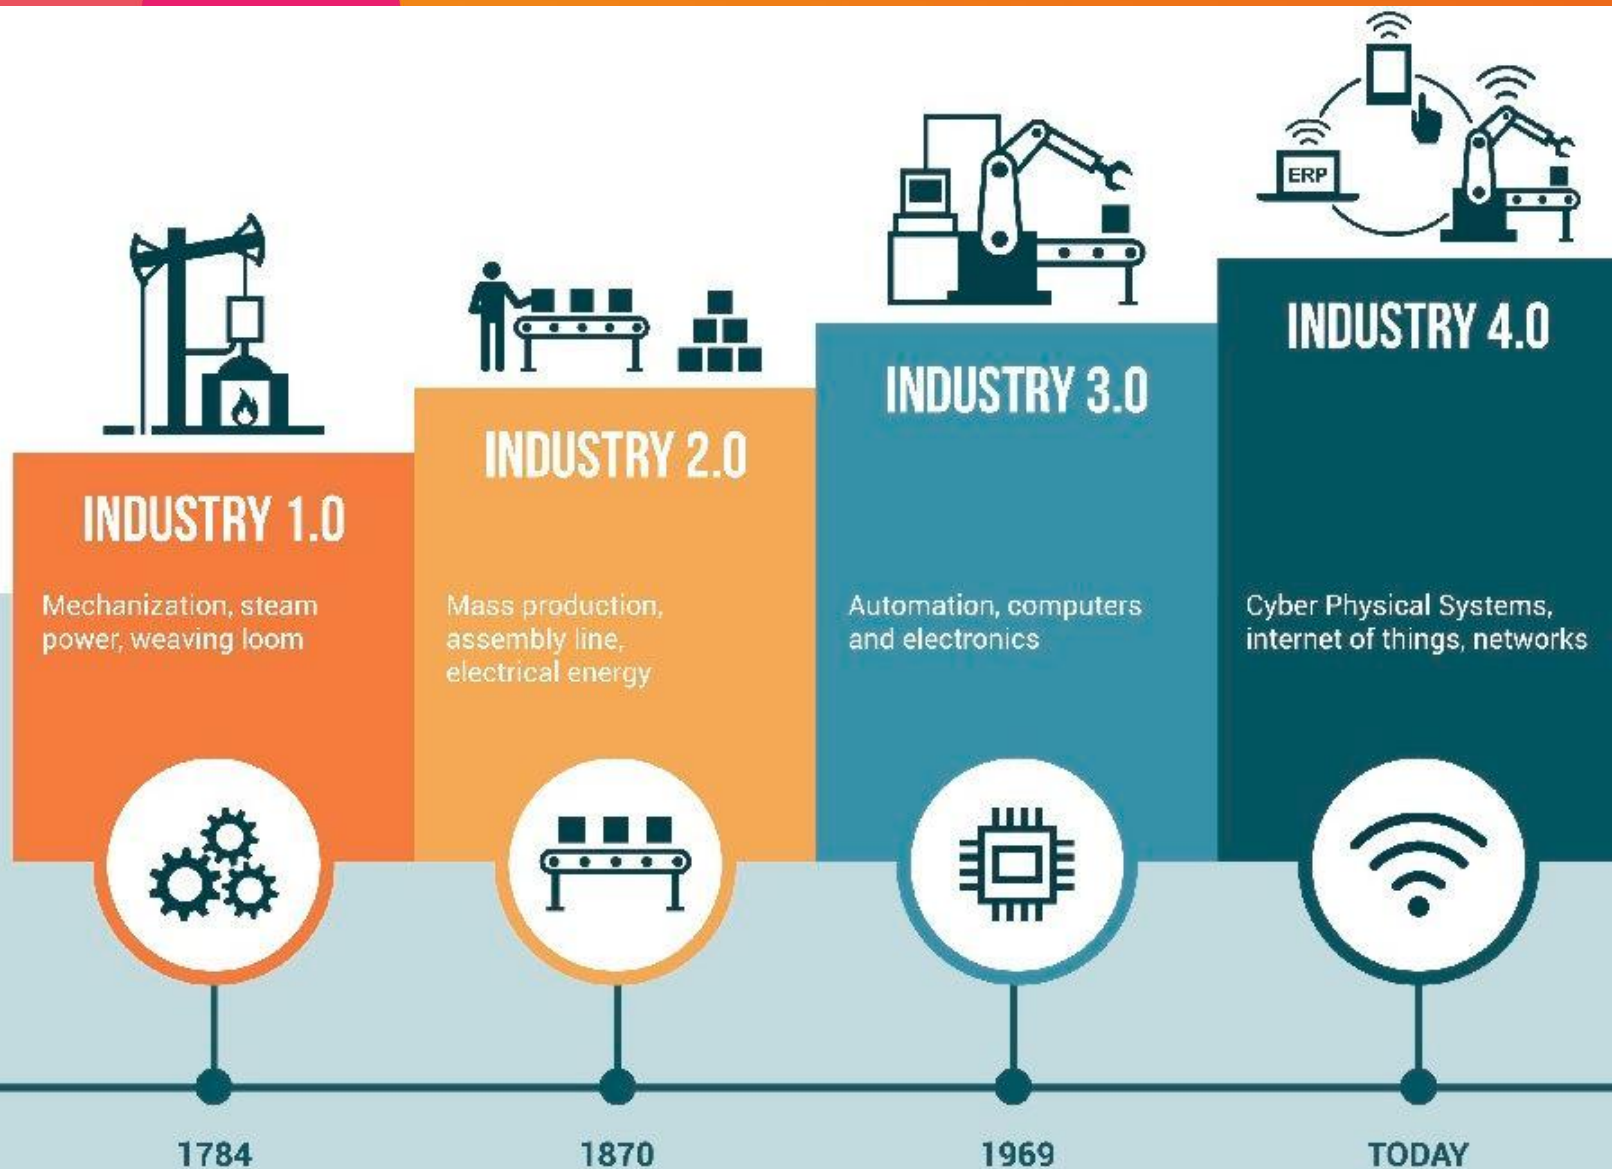 ERP
INDUSTRY 1.0
Mechanization, steam
power, weaving loom
1784
INDUSTRY 2.0
Mass production,
assembly line,
electrical energy
1870
INDUSTRY 3.0
Automation, computers
and electronics
1969
INDUSTRY 4.0
Cyber Physical Systems,
internet of things, networks
TODAY